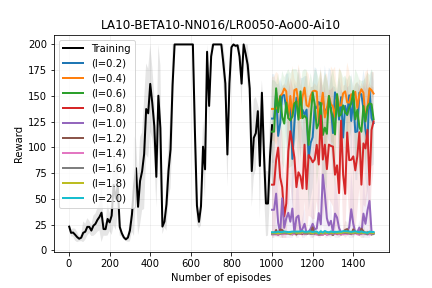 LA10-BETA10-NN016/LR0050-Ao00-Ai10
Reward
200
175
150
125
100
75
50
25
0
Training
(l=0.2)
(l=0.4)
(l=0.6)
(l=0.8)
(l=1.0)
(l=1.2)
(l=1.4)
(l=1.6)
(l=1.8)
(l=2.0)
0 200 400 600 800 1000 1200 1400
Number of episodes